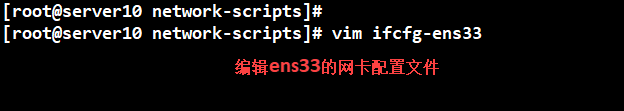 [root@server10 network-scripts]#
[root@server10 network-scripts]# vim ifcfg-ens33
编辑ens33的网卡配置文件